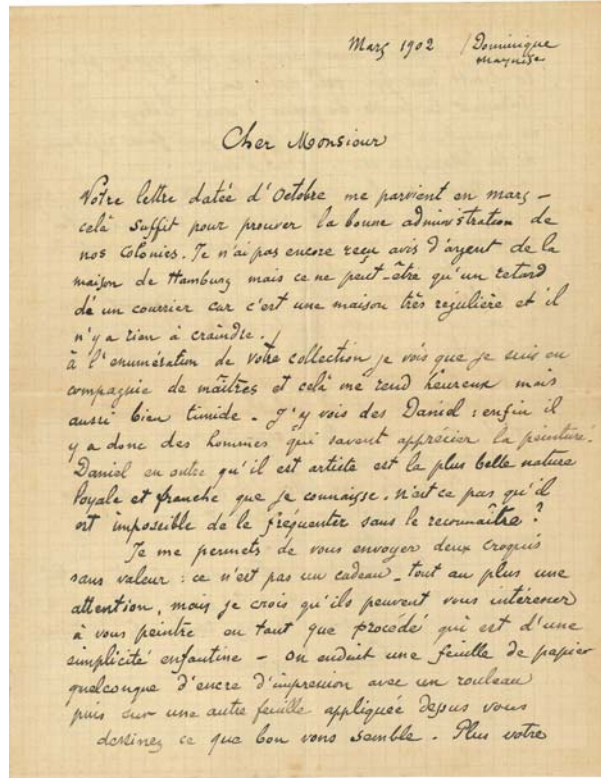 Mars 1902 / Dominique
Cher Monsieur
Votre lettre datée d'Octobre me parvient en mars -
celà suffit pour prouver la bonne administration de
nos colonies. Je n'ai pas encore reçu avis d'argent de la
maison de Hamburg mais ce ne peut-être qu'un retard
dé un courrier car c'est une maison très régulière et il
n'y a rien à craindre. /
à l'enumération de votre collection je vois que je suis en
compagnie de maîtres et celà me rend heureux mais
aussi bien timide - J'y vois des Daniel : enfin il
y a donc des hommes qui savent apprécier la peinture.
Daniel en outre qu'il est artiste est la plus belle nature
loyale et franche que je connaisse. N'est ce pas qu'il
est impossible de le fréquenter sans le reconnaître ?
Je me permets de vous envoyer deux croquis
sans valeur : ce n'est pas un cadeau - tout au plus une
attention, mais je crois qu'ils peuvent vous intéresser
à vous peintre en tant que procédé qui est d'une
simplicité enfantine - on enduit une feuille de papier
quelconque d'encre d'impression avec un rouleau
puis sur une autre feuille appliquée dessus vous
dessinez ce que bon vous semble. Plus votre